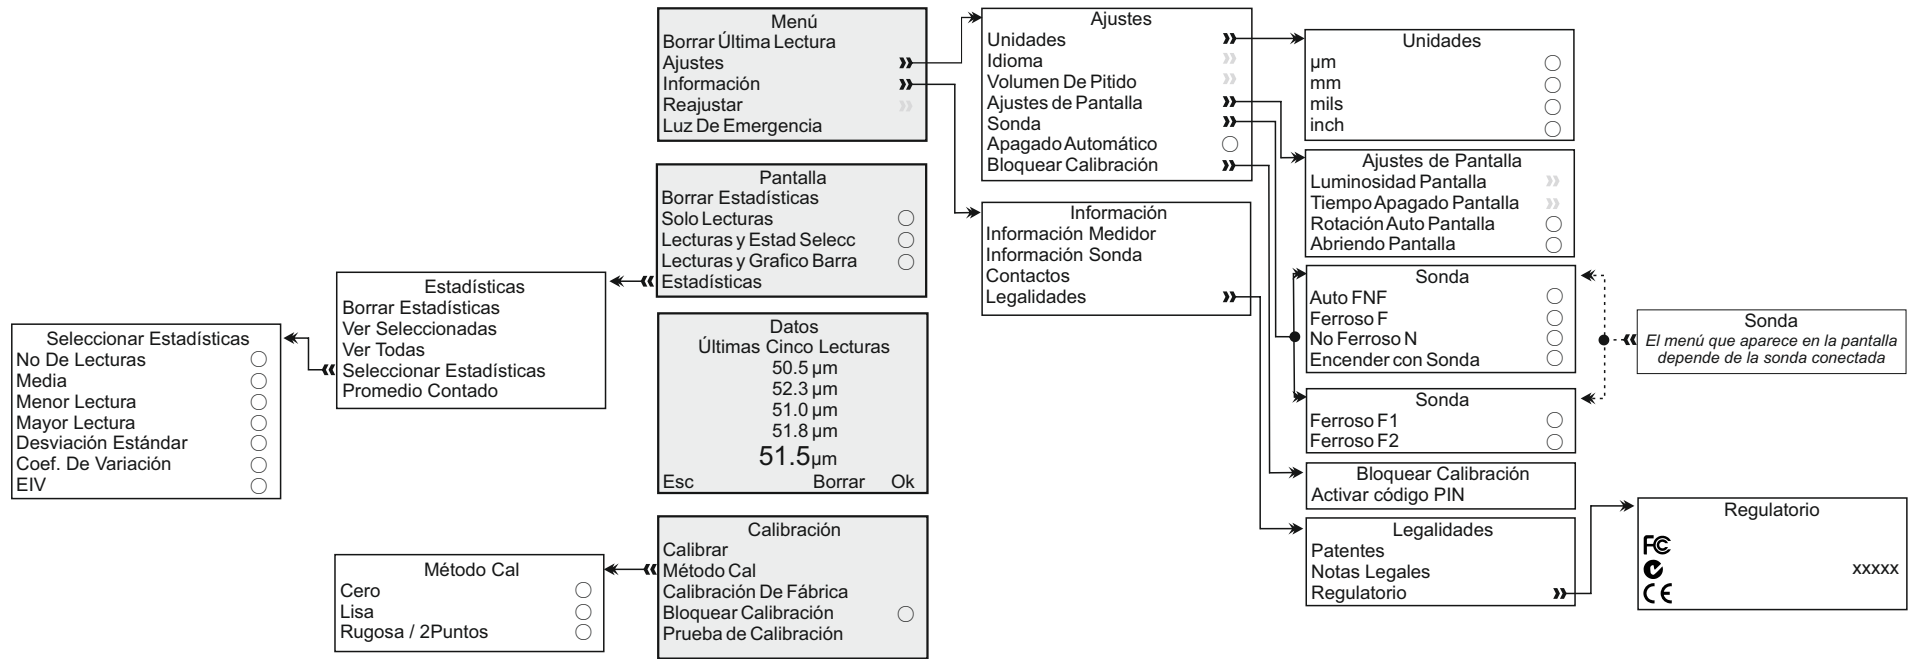 Menú
Borrar Última Lectura
Ajustes
Información
Reajustar
Luz De Emergencia
Pantalla
Borrar Estadísticas
Solo Lecturas
Lecturas y Estad Selecc
Lecturas y Grafico Barra
Estadísticas
Estadísticas
Borrar Estadísticas
Ver Seleccionadas
Ver Todas
Seleccionar Estadísticas
Promedio Contado
Seleccionar Estadísticas
No De Lecturas
Media
Menor Lectura
Mayor Lectura
Desviación Estándar
Coef. De Variación
EIV
Datos
Últimas Cinco Lecturas
50.5 µm
52.3 µm
51.0 µm
51.8 µm
51.5 µm
Esc Borrar Ok
Calibración
Calibrar
Método Cal
Calibración De Fábrica
Bloquear Calibración
Prueba de Calibración
Método Cal
Cero
Lisa
Rugosa / 2Puntos
Ajustes
Unidades
Idioma
Volumen De Pitido
Ajustes de Pantalla
Sonda
Apagado Automático
Bloquear Calibración
Información
Información Medidor
Información Sonda
Contactos
Legalidades
Unidades
µm
mm
mils
inch
Ajustes de Pantalla
Luminosidad Pantalla
Tiempo Apagado Pantalla
Rotación Auto Pantalla
Abriendo Pantalla
Sonda
Auto FNF
Ferroso F
No Ferroso N
Encender con Sonda
Sonda
Ferroso F1
Ferroso F2
Sonda
El menú que aparece en la pantalla
depende de la sonda conectada
Bloquear Calibración
Activar código PIN
Legalidades
Patentes
Notas Legales
Regulatorio
Regulatorio
FC
xxxxx
CE